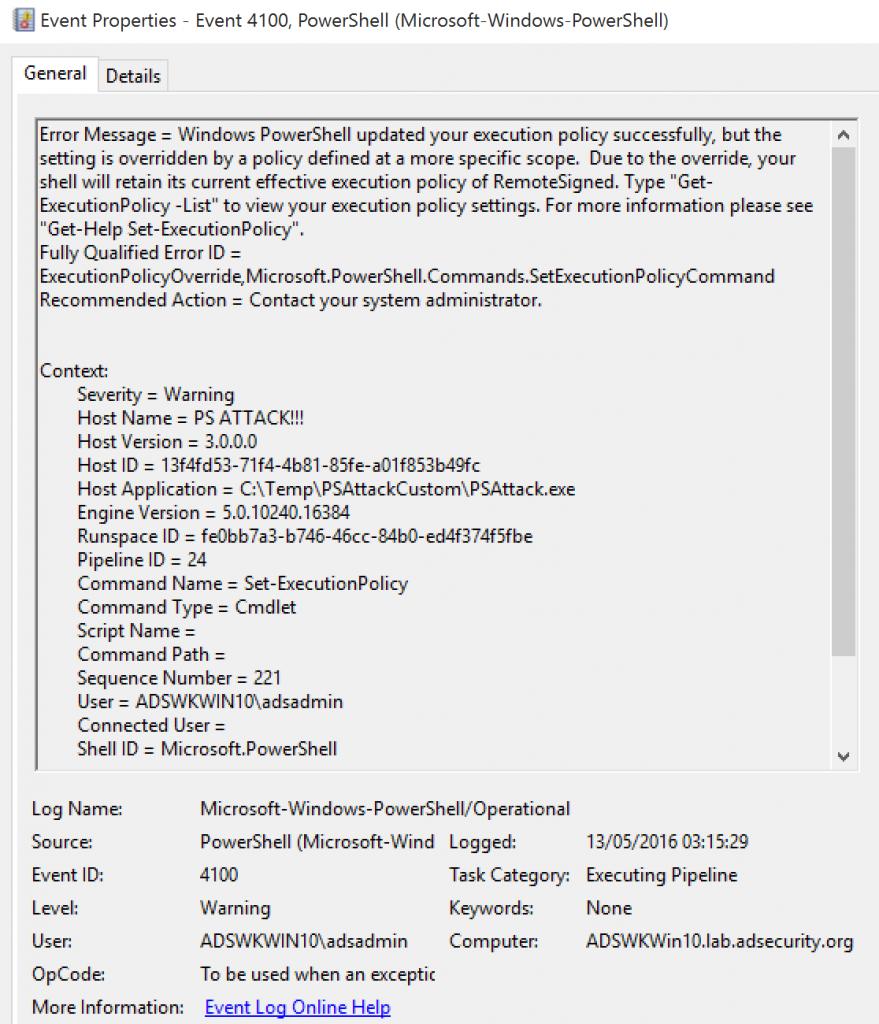 Event Properties - Event 4100, PowerShell (Microsoft-Windows-PowerShell)
General
Details
Error Message = Windows PowerShell updated your execution policy successfully, but the
setting is overridden by a policy defined at a more specific scope.  Due to the override, your
shell will retain its current effective execution policy of RemoteSigned. Type "Get-
ExecutionPolicy -List" to view your execution policy settings. For more information please see
"Get-Help Set-ExecutionPolicy".
Fully Qualified Error ID =
ExecutionPolicyOverride,Microsoft.PowerShell.Commands.SetExecutionPolicyCommand
Recommended Action = Contact your system administrator.
Context:
Severity = Warning
Host Name = PS ATTACK!!!
Host Version = 3.0.0.0
Host ID = 13f4fd53-71f4-4b81-85fe-a01f853b49fc
Host Application = C:\Temp\PSAttackCustom\PSAttack.exe
Engine Version = 5.0.10240.16384
Runspace ID = fe0bb7a3-b746-46cc-84b0-ed4f374f5fbe
Pipeline ID = 24
Command Name = Set-ExecutionPolicy
Command Type = Cmdlet
Script Name =
Command Path =
Sequence Number = 221
User = ADSWKWIN10\adsadmin
Connected User =
Shell ID = Microsoft.PowerShell
Log Name: Microsoft-Windows-PowerShell/Operational
Source: PowerShell (Microsoft-Wind Logged: 13/05/2016 03:15:29
Event ID: 4100 Task Category: Executing Pipeline
Level: Warning Keywords: None
User: ADSWKWIN10\adsadmin Computer: ADSWKWin10.lab.adsecurity.org
OpCode: To be used when an exceptic
More Information: Event Log Online Help